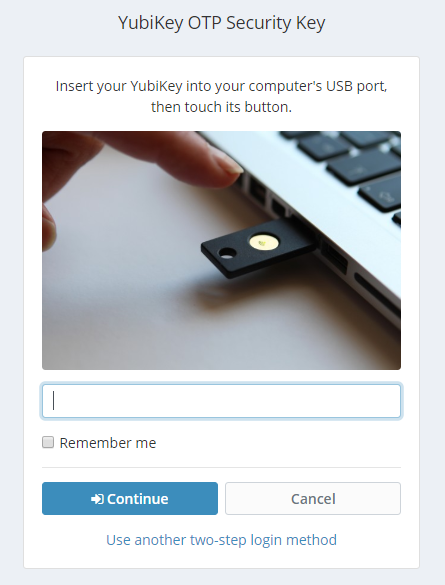 YubiKey OTP Security Key
Insert your YubiKey into your computer's USB port,
then touch its button.
Remember me
Continue
Cancel
Use another two-step login method